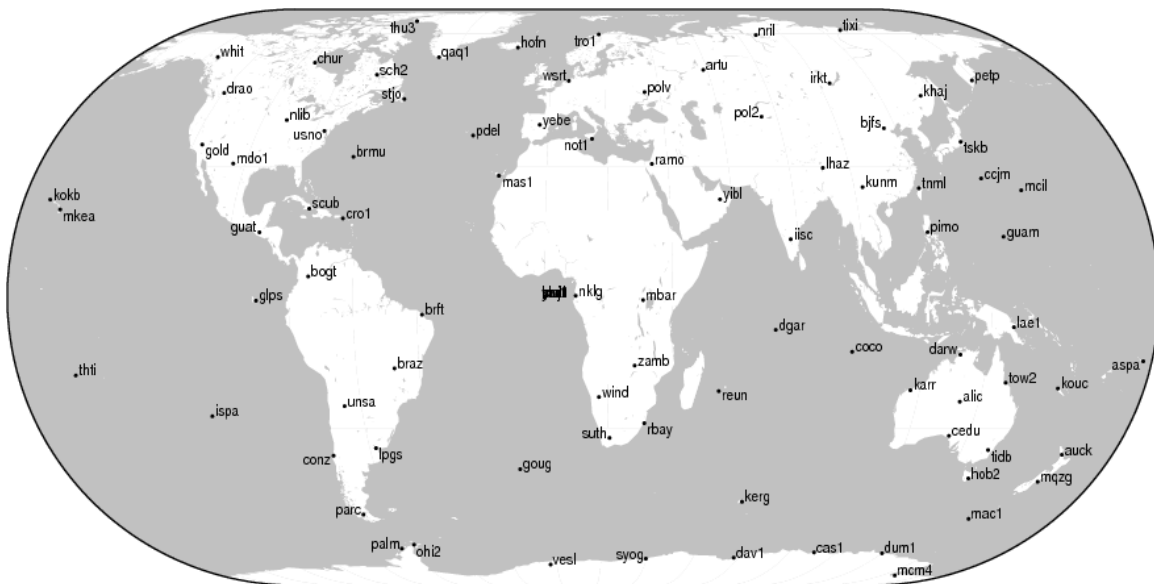 thu3
hofn
tro1
nril
tixi
whit
chur
qaq1
sch2
wsrt
artu
irkt
petp
drao
stjo
polv
khaj
nlib
usno
pdel
yebe
not1
pol2
bjfs
tskb
gold
mdo1
brmu
mas1
ramo
lhaz
kunm
tnml
ccjm
mcil
kokb
mkea
scub
cro1
yibl
guat
iisc
pimo
guam
bogt
glps
brft
nklg
mbar
dgar
coco
lae1
darw
thti
braz
zamb
aspa
ispa
unsa
wind
reun
karr
alic
tow2
kouc
conz
lpgs
suth
rbay
cedu
tidb
auck
goug
hob2
mqzg
kerg
parc
mac1
palm
ohi2
vesl
syog
dav1
cas1
dum1
mcm4